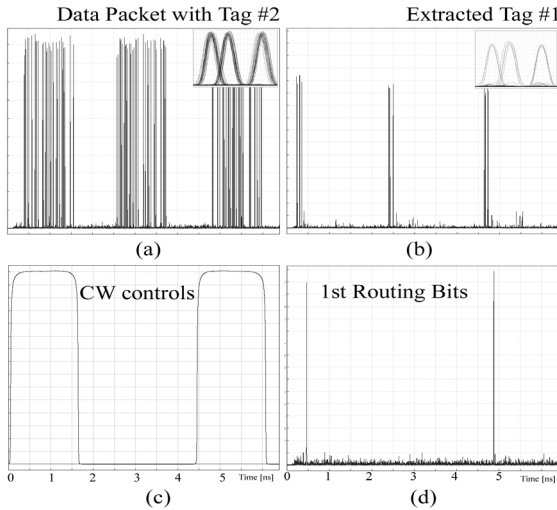 Data Packet with Tag #2
Extracted Tag #1
(a)
(b)
CW controls
1st Routing Bits
0 1 2 3 4 5 Time [ns]
0 1 2 3 4 5 Time [ns]
(c)
(d)